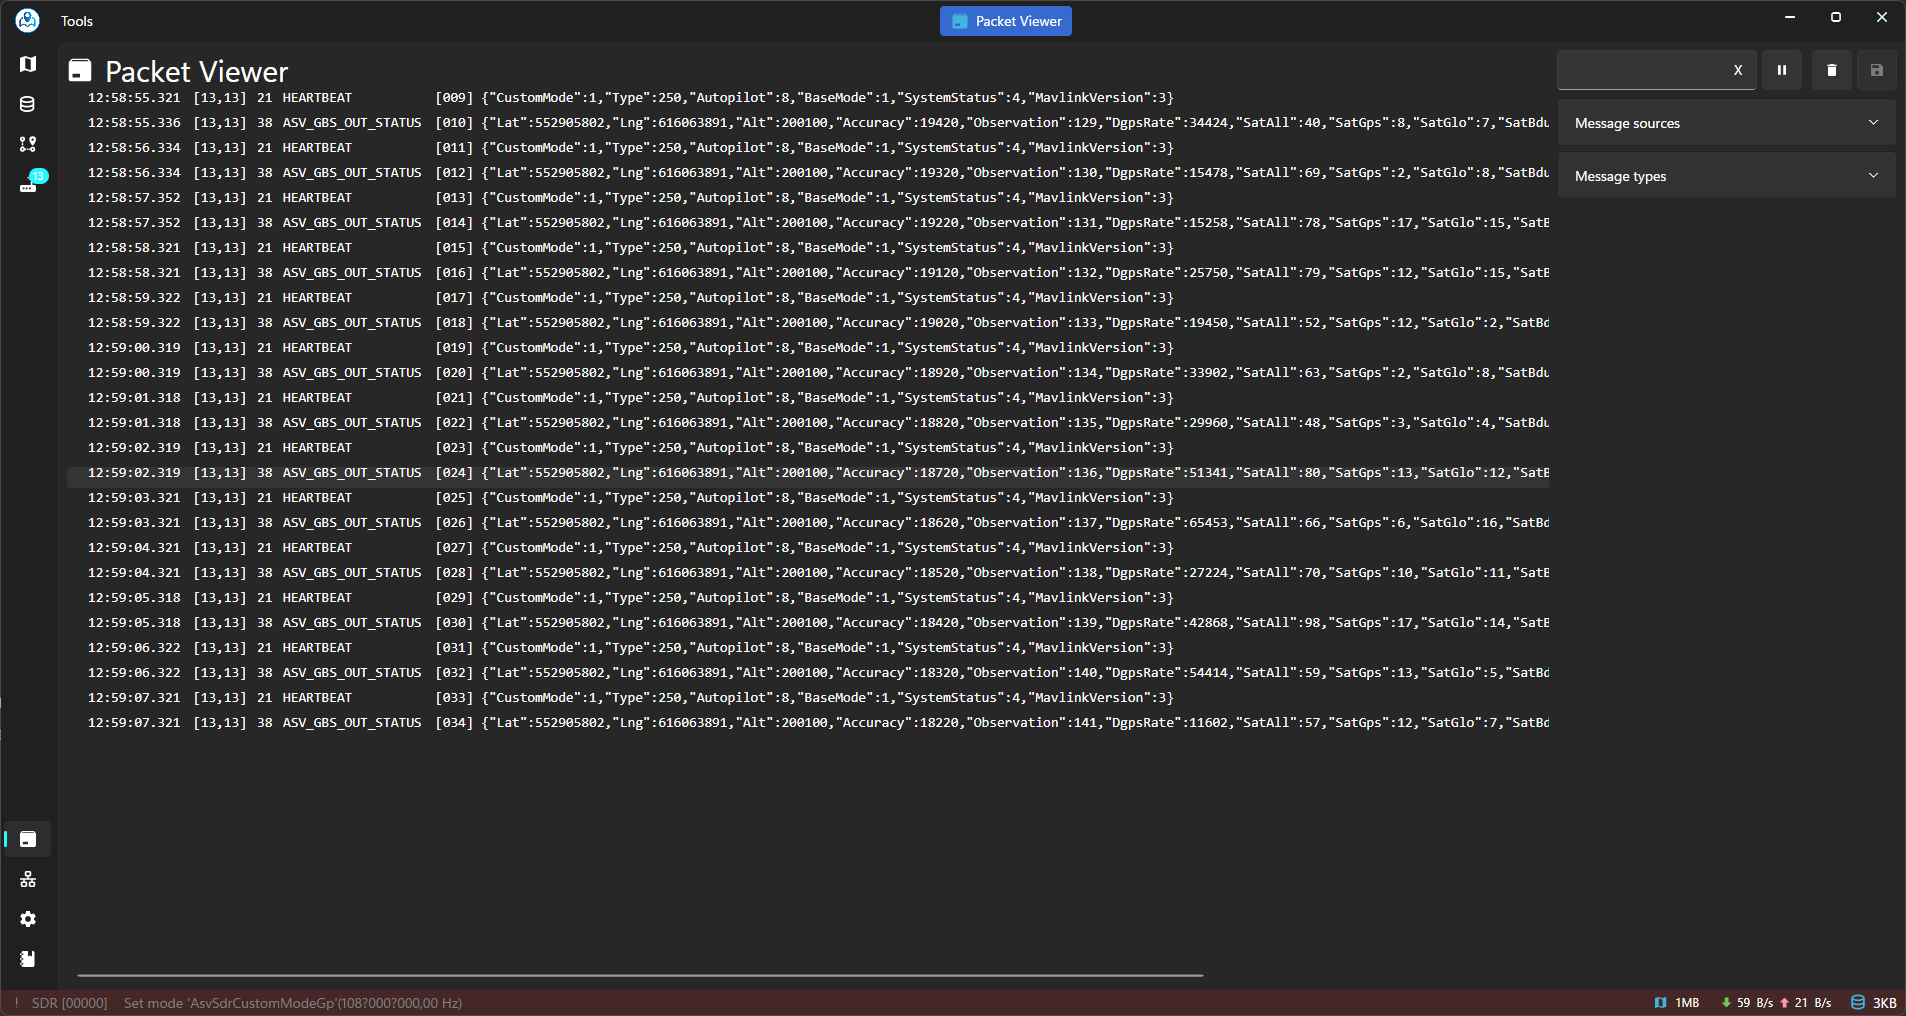 Tools
Packet Viewer
Packet Viewer
X
12:58:55.321 [13,13] 21 HEARTBEAT [009] {"CustomMode":1,"Type":250,"Autopilot":8,"BaseMode":1,"SystemStatus":4,"MavlinkVersion":3}
12:58:55.336 [13,13] 38 ASV_GBS_OUT_STATUS [010] {"Lat":552905802,"Lng":616063891,"Alt":200100,"Accuracy":19420,"Observation":129,"DgpsRate":34424,"SatAll":40,"SatGps":8,"SatGlo":7,"SatBdu
12:58:56.334 [13,13] 21 HEARTBEAT [011] {"CustomMode":1,"Type":250,"Autopilot":8,"BaseMode":1,"SystemStatus":4,"MavlinkVersion":3}
12:58:56.334 [13,13] 38 ASV_GBS_OUT_STATUS [012] {"Lat":552905802,"Lng":616063891,"Alt":200100,"Accuracy":19320,"Observation":130,"DgpsRate":15478,"SatAll":69,"SatGps":2,"SatGlo":8,"SatBdu
12:58:57.352 [13,13] 21 HEARTBEAT [013] {"CustomMode":1,"Type":250,"Autopilot":8,"BaseMode":1,"SystemStatus":4,"MavlinkVersion":3}
12:58:57.352 [13,13] 38 ASV_GBS_OUT_STATUS [014] {"Lat":552905802,"Lng":616063891,"Alt":200100,"Accuracy":19220,"Observation":131,"DgpsRate":15258,"SatAll":78,"SatGps":17,"SatGlo":15,"SatB
12:58:58.321 [13,13] 21 HEARTBEAT [015] {"CustomMode":1,"Type":250,"Autopilot":8,"BaseMode":1,"SystemStatus":4,"MavlinkVersion":3}
12:58:58.321 [13,13] 38 ASV_GBS_OUT_STATUS [016] {"Lat":552905802,"Lng":616063891,"Alt":200100,"Accuracy":19120,"Observation":132,"DgpsRate":25750,"SatAll":79,"SatGps":12,"SatGlo":15,"SatB
12:58:59.322 [13,13] 21 HEARTBEAT [017] {"CustomMode":1,"Type":250,"Autopilot":8,"BaseMode":1,"SystemStatus":4,"MavlinkVersion":3}
12:58:59.322 [13,13] 38 ASV_GBS_OUT_STATUS [018] {"Lat":552905802,"Lng":616063891,"Alt":200100,"Accuracy":19020,"Observation":133,"DgpsRate":19450,"SatAll":52,"SatGps":12,"SatGlo":2,"SatBd
12:59:00.319 [13,13] 21 HEARTBEAT [019] {"CustomMode":1,"Type":250,"Autopilot":8,"BaseMode":1,"SystemStatus":4,"MavlinkVersion":3}
12:59:00.319 [13,13] 38 ASV_GBS_OUT_STATUS [020] {"Lat":552905802,"Lng":616063891,"Alt":200100,"Accuracy":18920,"Observation":134,"DgpsRate":33902,"SatAll":63,"SatGps":2,"SatGlo":8,"SatBdu
12:59:01.318 [13,13] 21 HEARTBEAT [021] {"CustomMode":1,"Type":250,"Autopilot":8,"BaseMode":1,"SystemStatus":4,"MavlinkVersion":3}
12:59:01.318 [13,13] 38 ASV_GBS_OUT_STATUS [022] {"Lat":552905802,"Lng":616063891,"Alt":200100,"Accuracy":18820,"Observation":135,"DgpsRate":29960,"SatAll":48,"SatGps":3,"SatGlo":4,"SatBdu
12:59:02.319 [13,13] 21 HEARTBEAT [023] {"CustomMode":1,"Type":250,"Autopilot":8,"BaseMode":1,"SystemStatus":4,"MavlinkVersion":3}
12:59:02.319 [13,13] 38 ASV_GBS_OUT_STATUS [024] {"Lat":552905802,"Lng":616063891,"Alt":200100,"Accuracy":18720,"Observation":136,"DgpsRate":51341,"SatAll":80,"SatGps":13,"SatGlo":12,"SatB
12:59:03.321 [13,13] 21 HEARTBEAT [025] {"CustomMode":1,"Type":250,"Autopilot":8,"BaseMode":1,"SystemStatus":4,"MavlinkVersion":3}
12:59:03.321 [13,13] 38 ASV_GBS_OUT_STATUS [026] {"Lat":552905802,"Lng":616063891,"Alt":200100,"Accuracy":18620,"Observation":137,"DgpsRate":65453,"SatAll":66,"SatGps":6,"SatGlo":16,"SatBd
12:59:04.321 [13,13] 21 HEARTBEAT [027] {"CustomMode":1,"Type":250,"Autopilot":8,"BaseMode":1,"SystemStatus":4,"MavlinkVersion":3}
12:59:04.321 [13,13] 38 ASV_GBS_OUT_STATUS [028] {"Lat":552905802,"Lng":616063891,"Alt":200100,"Accuracy":18520,"Observation":138,"DgpsRate":27224,"SatAll":70,"SatGps":10,"SatGlo":11,"SatB
12:59:05.318 [13,13] 21 HEARTBEAT [029] {"CustomMode":1,"Type":250,"Autopilot":8,"BaseMode":1,"SystemStatus":4,"MavlinkVersion":3}
12:59:05.318 [13,13] 38 ASV_GBS_OUT_STATUS [030] {"Lat":552905802,"Lng":616063891,"Alt":200100,"Accuracy":18420,"Observation":139,"DgpsRate":42868,"SatAll":98,"SatGps":17,"SatGlo":14,"SatB
12:59:06.322 [13,13] 21 HEARTBEAT [031] {"CustomMode":1,"Type":250,"Autopilot":8,"BaseMode":1,"SystemStatus":4,"MavlinkVersion":3}
12:59:06.322 [13,13] 38 ASV_GBS_OUT_STATUS [032] {"Lat":552905802,"Lng":616063891,"Alt":200100,"Accuracy":18320,"Observation":140,"DgpsRate":54414,"SatAll":59,"SatGps":13,"SatGlo":5,"SatBd
12:59:07.321 [13,13] 21 HEARTBEAT [033] {"CustomMode":1,"Type":250,"Autopilot":8,"BaseMode":1,"SystemStatus":4,"MavlinkVersion":3}
12:59:07.321 [13,13] 38 ASV_GBS_OUT_STATUS [034] {"Lat":552905802,"Lng":616063891,"Alt":200100,"Accuracy":18220,"Observation":141,"DgpsRate":11602,"SatAll":57,"SatGps":12,"SatGlo":7,"SatBd
Message sources
Message types
13
! SDR [00000] Set mode 'AsvSdrCustomModeGp'(108?000?000,00 Hz)
1MB 59 B/s 21 B/s 3KB